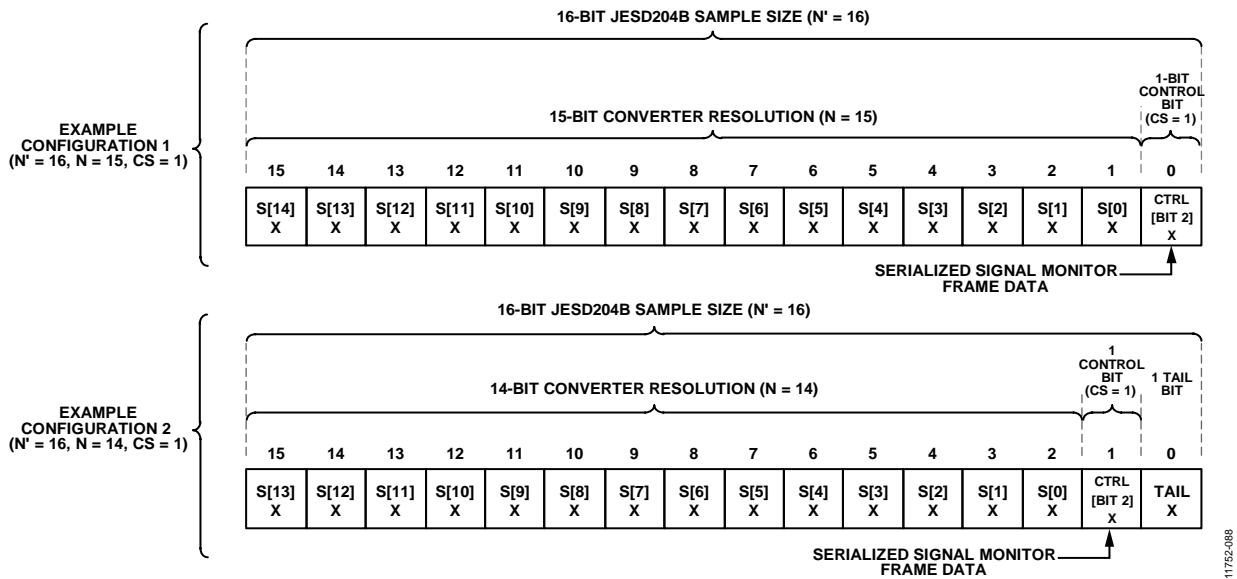 16-BIT JESD204B SAMPLE SIZE (N' = 16)
EXAMPLE
CONFIGURATION 1
(N' = 16, N = 15, CS = 1)
15-BIT CONVERTER RESOLUTION (N = 15)
1-BIT
CONTROL
BIT
(CS = 1)
15 14 13 12 11 10 9 8 7 6 5 4 3 2 1 0
S[14] S[13] S[12] S[11] S[10] S[9] S[8] S[7] S[6] S[5] S[4] S[3] S[2] S[1] S[0] CTRL
[BIT 2]
X X X X X X X X X X X X X X X X
SERIALIZED SIGNAL MONITOR
FRAME DATA
16-BIT JESD204B SAMPLE SIZE (N' = 16)
EXAMPLE
CONFIGURATION 2
(N' = 16, N = 14, CS = 1)
14-BIT CONVERTER RESOLUTION (N = 14)
1
CONTROL
BIT
(CS = 1)
1 TAIL
BIT
15 14 13 12 11 10 9 8 7 6 5 4 3 2 1 0
S[13] S[12] S[11] S[10] S[9] S[8] S[7] S[6] S[5] S[4] S[3] S[2] S[1] S[0] CTRL TAIL
[BIT 2]
X X X X X X X X X X X X X X X X
SERIALIZED SIGNAL MONITOR
FRAME DATA
11752-088